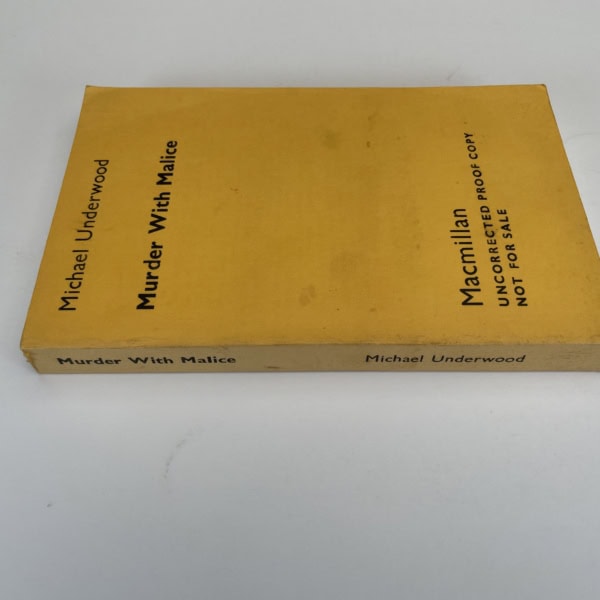 Michael Underwood
Murder With Malice
Macmillan
UNCORRECTED PROOF COPY
NOT FOR SALE
Murder With Malice
Michael Underwood